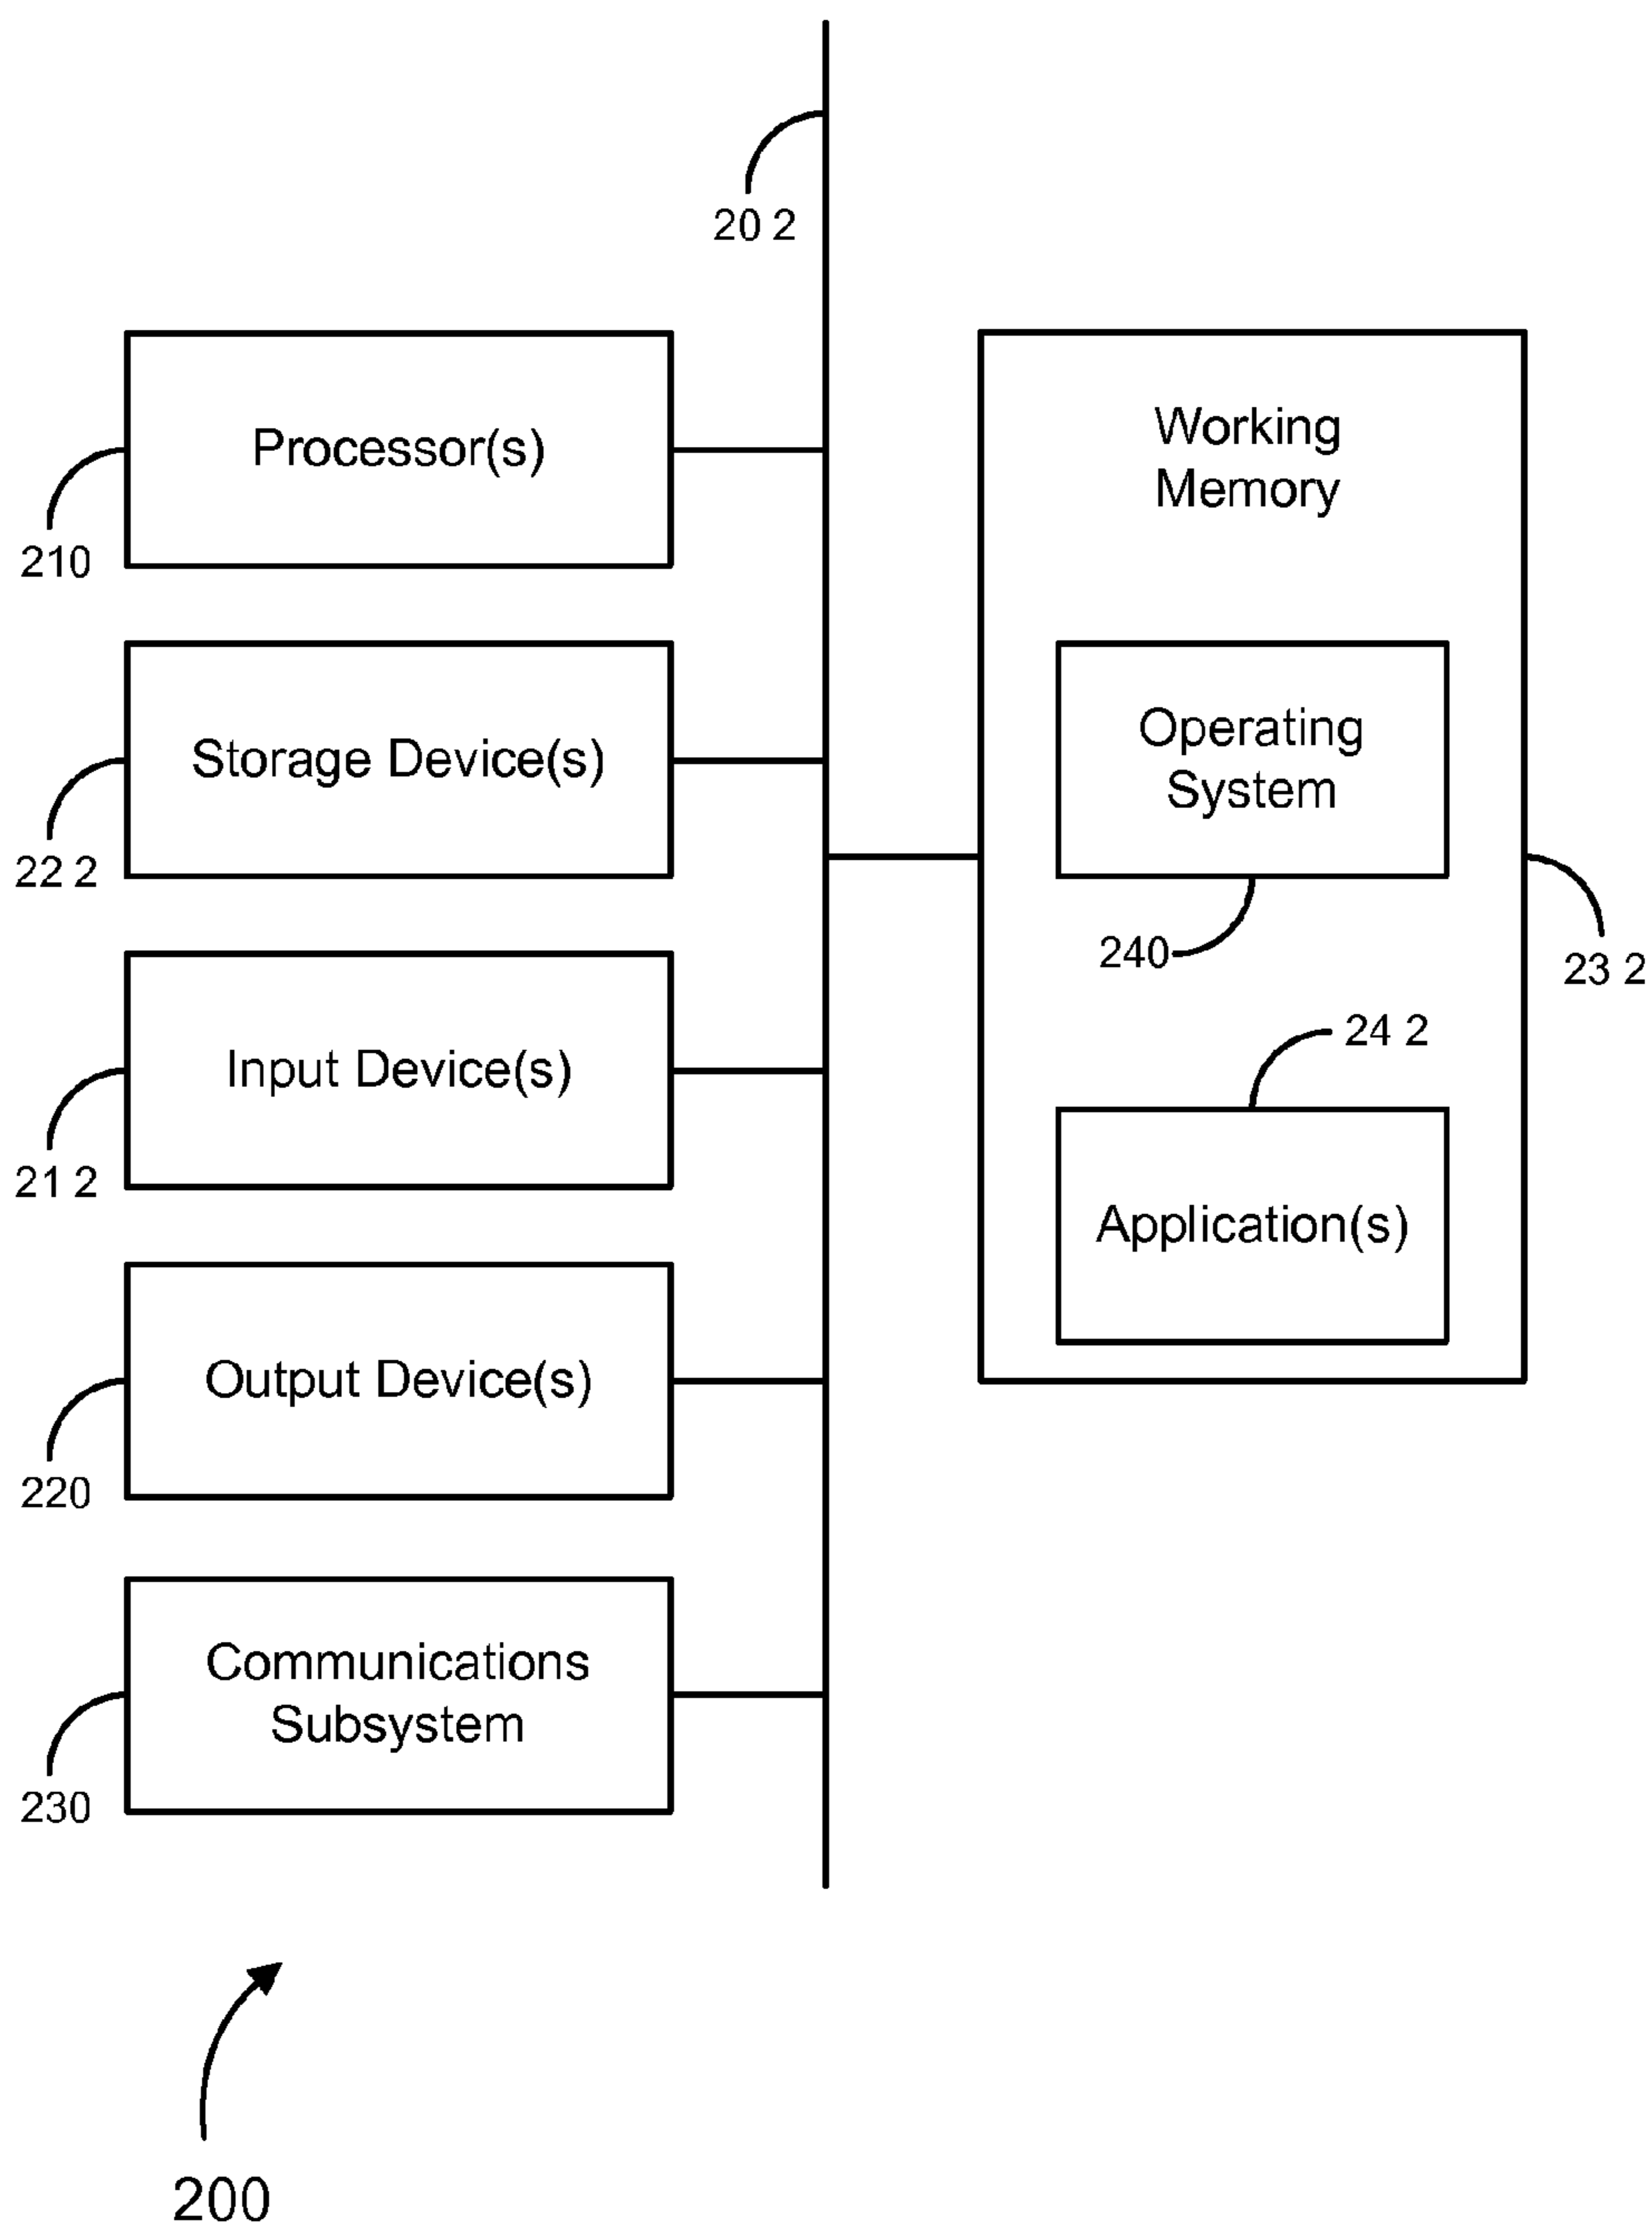 20 2
Processor(s)
210
Storage Device(s)
22 2
Input Device(s)
21 2
Output Device(s)
220
Communications
Subsystem
230
Working
Memory
Operating
System
240
23 2
24 2
Application(s)
200